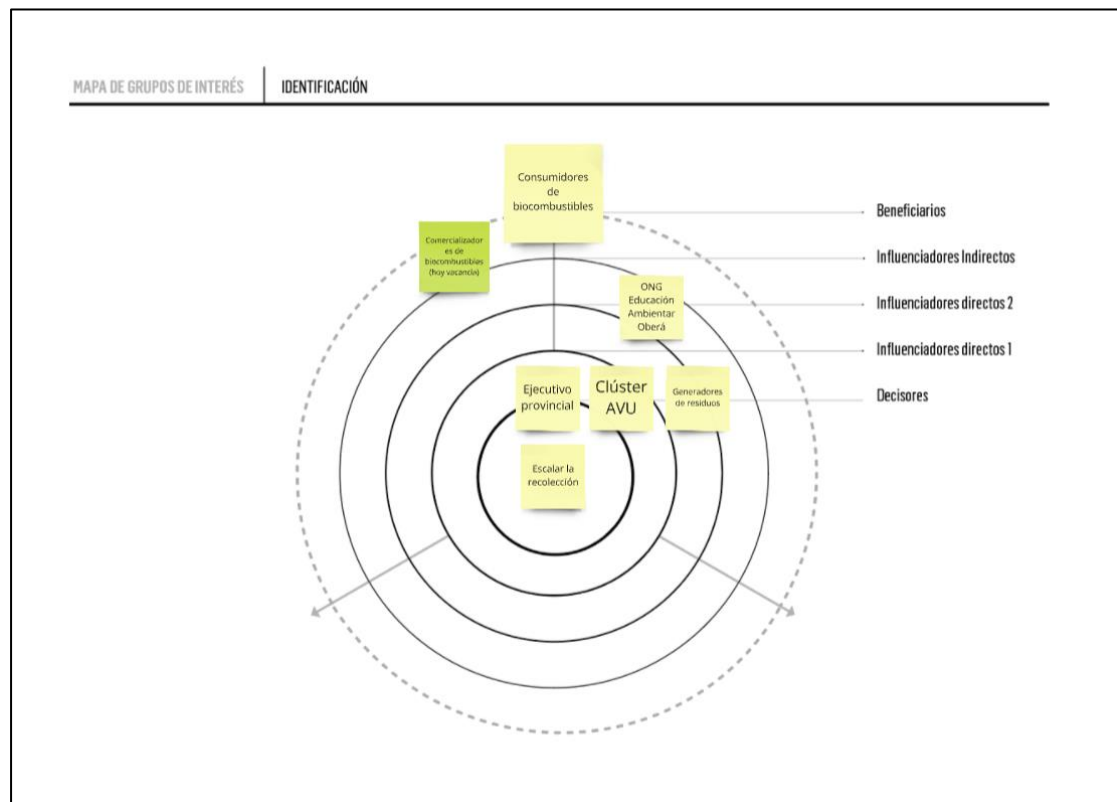 MAPA DE GRUPOS DE INTERÉS
IDENTIFICACIÓN
Consumidores
de
biocombustibles
Beneficiarios
Comercializador
es de
biocombustibles
(hoy vacancia)
Influenciadores Indirectos
ONG
Educación
Ambientar
Oberá
Influenciadores directos 2
Influenciadores directos 1
Ejecutivo
provincial
Clúster
AVU
Generadores
de residuos
Decisores
Escalar la
recolección